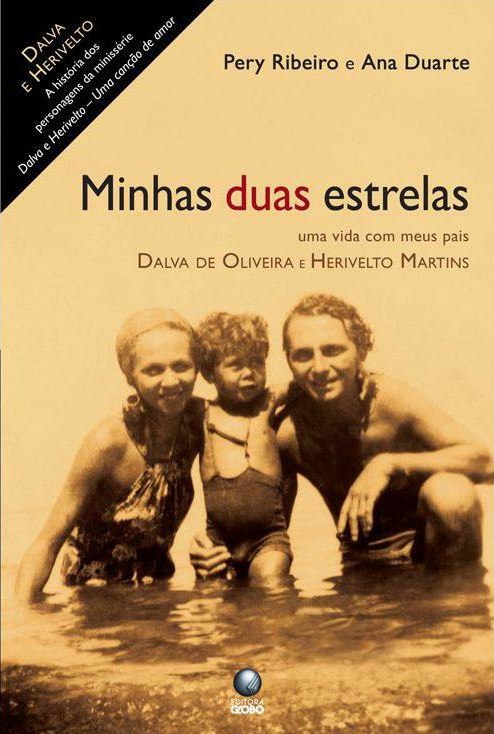 DALVA
E HERIVELTO
A história dos
personagens da minissérie
Dalva e Herivelto – Uma canção de amor
Pery Ribeiro e Ana Duarte
Minhas duas estrelas
uma vida com meus pais
DALVA DE OLIVEIRA E HERIVELTO MARTINS
EDITORA
GLOBO